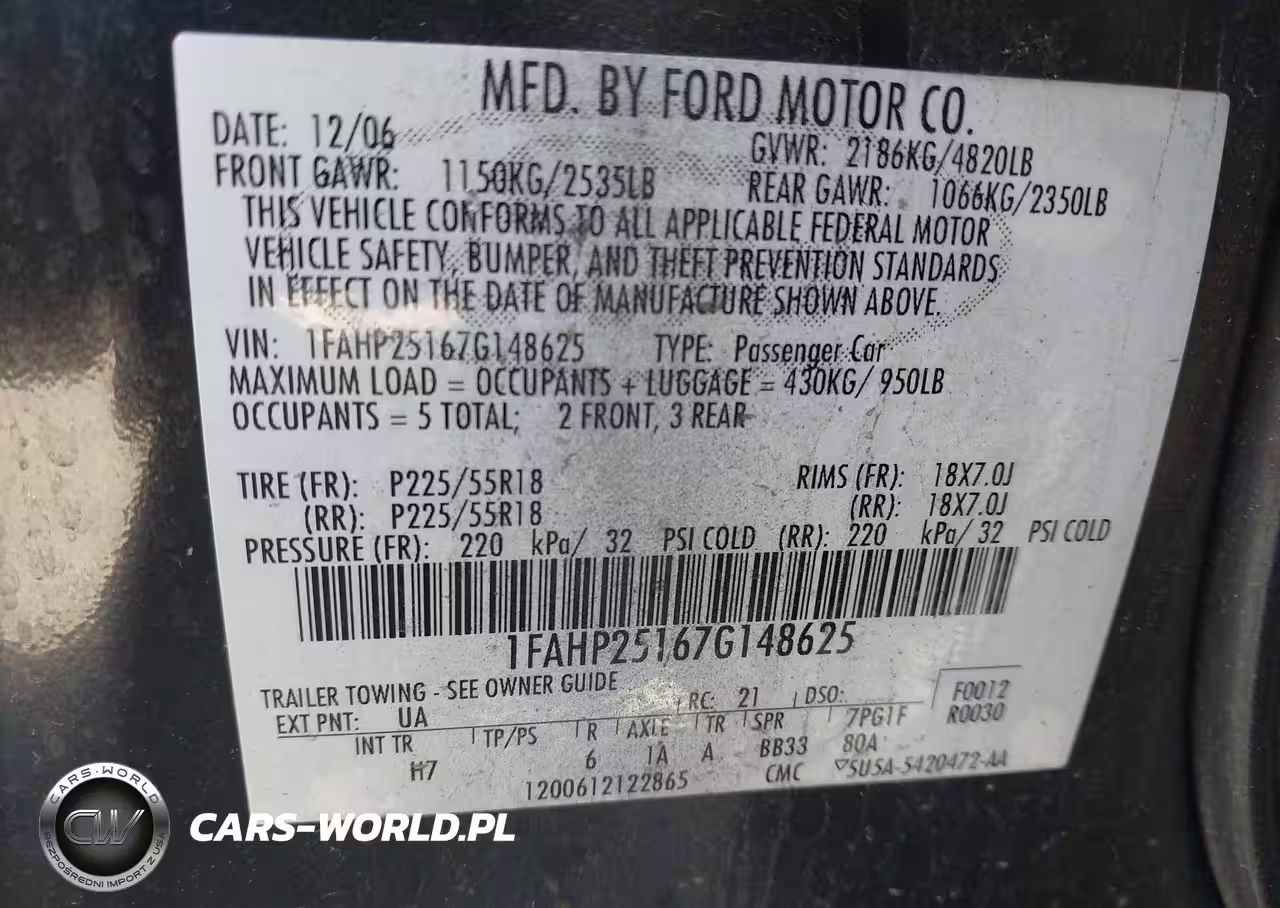 MFD. BY FORD MOTOR CO.
DATE: 12/06 GVWR: 2186KG/4820LB
FRONT GAWR: 1150KG/2535LB REAR GAWR: 1066KG/2350LB
THIS VEHICLE CONFORMS TO ALL APPLICABLE FEDERAL MOTOR
VEHICLE SAFETY, BUMPER, AND THEFT PREVENTION STANDARDS
IN EFFECT ON THE DATE OF MANUFACTURE SHOWN ABOVE.
VIN: 1FAHP25167G148625 TYPE: Passenger Car
MAXIMUM LOAD = OCCUPANTS + LUGGAGE = 430KG/ 950LB
OCCUPANTS = 5 TOTAL; 2 FRONT, 3 REAR
TIRE (FR): P225/55R18 RIMS (FR): 18X7.0J
(RR): P225/55R18 (RR): 18X7.0J
PRESSURE (FR): 220 kPa/ 32 PSI COLD (RR): 220 kPa/ 32 PSI COLD
1FAHP25167G148625
TRAILER TOWING - SEE OWNER GUIDE
EXT PNT: UA RC: 21 DSO: F0012
INT TR TP/PS R AXLE TR SPR 7PG1F R0030
H7 6 1A A BB33 80A
1200612122865 CMC ▽5U5A-5420472-AA
CARS-WORLD
CW
BEZPOŚREDNI IMPORT Z USA
CARS-WORLD.PL